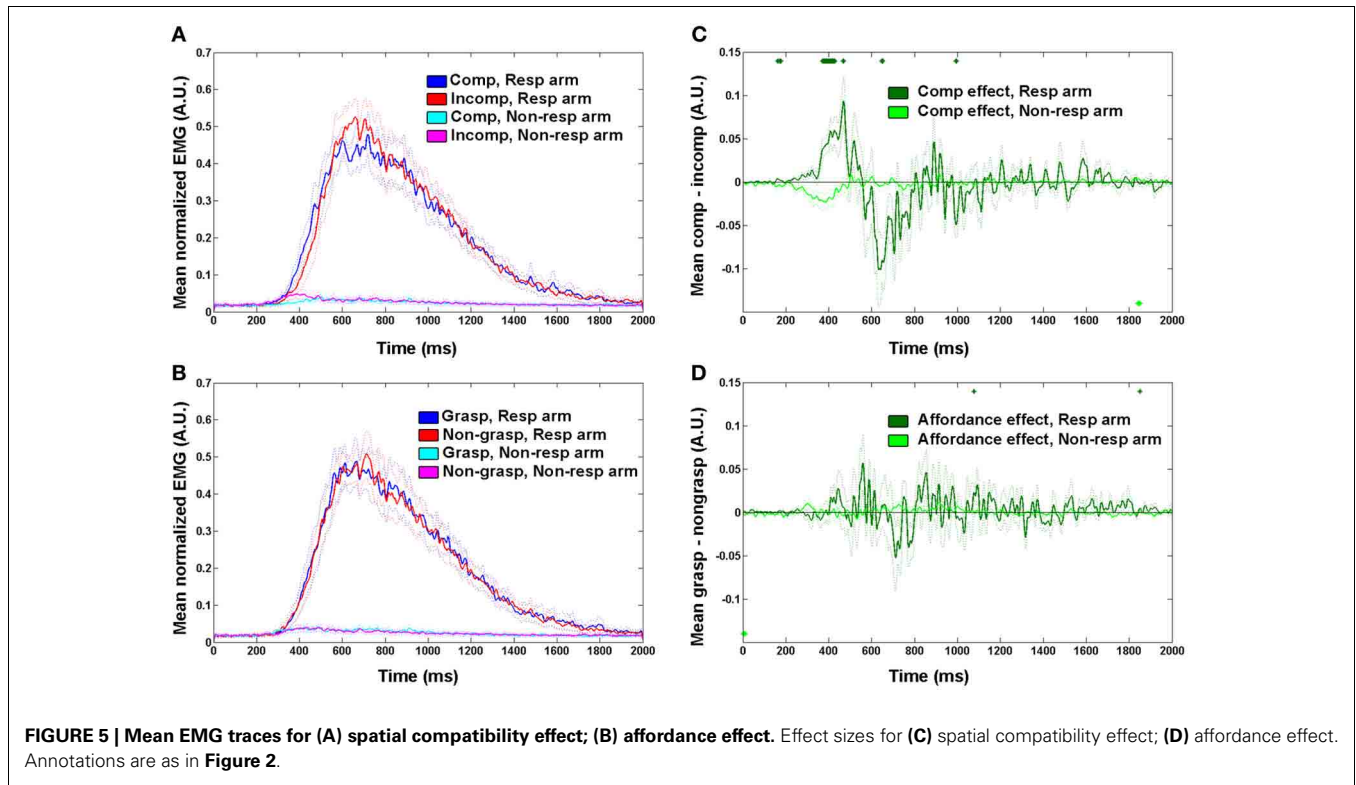 A
0.7
0.6
0.5
0.4
0.3
0.2
0.1
0
Mean normalized EMG (A.U.)
Comp, Resp arm
Incomp, Resp arm
Comp, Non-resp arm
Incomp, Non-resp arm
0 200 400 600 800 1000 1200 1400 1600 1800 2000
Time (ms)
C
0.15
0.1
0.05
0
-0.05
-0.1
Mean comp - incomp (A.U.)
Comp effect, Resp arm
Comp effect, Non-resp arm
0 200 400 600 800 1000 1200 1400 1600 1800 2000
Time (ms)
B
0.7
0.6
0.5
0.4
0.3
0.2
0.1
0
Mean normalized EMG (A.U.)
Grasp, Resp arm
Non-grasp, Resp arm
Grasp, Non-resp arm
Non-grasp, Non-resp arm
0 200 400 600 800 1000 1200 1400 1600 1800 2000
Time (ms)
D
0.15
0.1
0.05
0
-0.05
-0.1
Mean grasp - nongrasp (A.U.)
Affordance effect, Resp arm
Affordance effect, Non-resp arm
0 200 400 600 800 1000 1200 1400 1600 1800 2000
Time (ms)
FIGURE 5 | Mean EMG traces for (A) spatial compatibility effect; (B) affordance effect. Effect sizes for (C) spatial compatibility effect; (D) affordance effect.
Annotations are as in Figure 2.